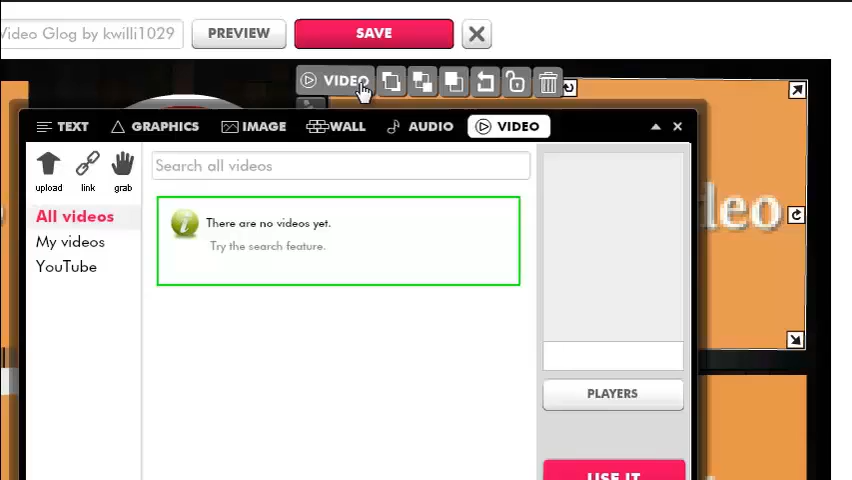 Video Glog by kwilli1029
PREVIEW
SAVE
VIDEO
TEXT
GRAPHICS
IMAGE
WALL
AUDIO
VIDEO
upload
link
grab
Search all videos
All videos
My videos
YouTube
There are no videos yet.
Try the search feature.
PLAYERS
USE IT